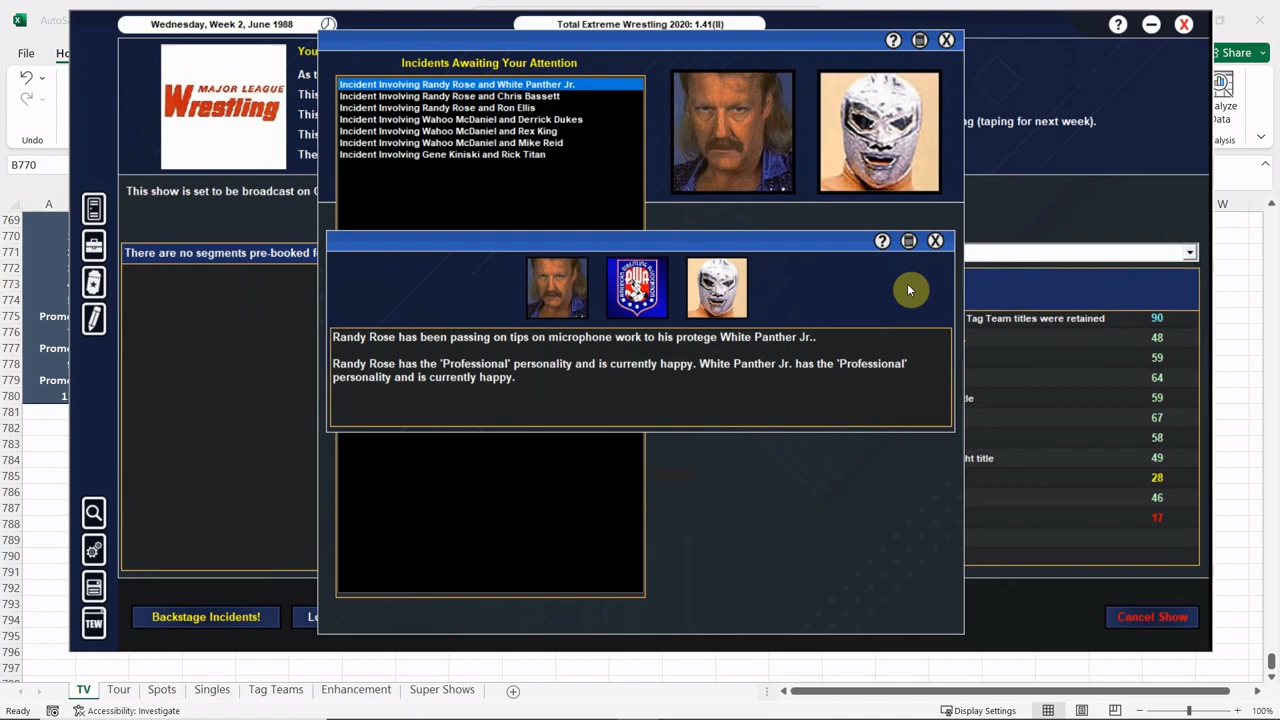 Wednesday, Week 2, June 1988
Total Extreme Wrestling 2020: 1.41(II)
?
X
AutoSa
File
Ho
Share
Undo
B770
MAJOR LEAGUE
Wrestling
You
As t
This
This
This
The
ng (taping for next week).
alyze
Data
alysis
This show is set to be broadcast on C
There are no segments pre-booked f
Incidents Awaiting Your Attention
Incident Involving Randy Rose and White Panther Jr.
Incident Involving Randy Rose and Chris Bassett
Incident Involving Randy Rose and Ron Ellis
Incident Involving Wahoo McDaniel and Derrick Dukes
Incident Involving Wahoo McDaniel and Rex King
Incident Involving Wahoo McDaniel and Mike Reid
Incident Involving Gene Kiniski and Rick Titan
? X
? X
Randy Rose has been passing on tips on microphone work to his protege White Panther Jr..
Randy Rose has the 'Professional' personality and is currently happy. White Panther Jr. has the 'Professional'
personality and is currently happy.
Tag Team titles were retained 90
48
59
64
tle 59
67
58
ht title 49
28
46
17
W
769
770
771
772
773
774
775 Prome
776
777 Prome
778
779 Prome
780 1
781
782
783
784
785
786
787
788
789
790
791
792
793
794
795
796
797
TEW
Backstage Incidents!
Lo
Cancel Show
TV
Tour
Spots
Singles
Tag Teams
Enhancement
Super Shows
Ready
Accessibility: Investigate
Display Settings
100%